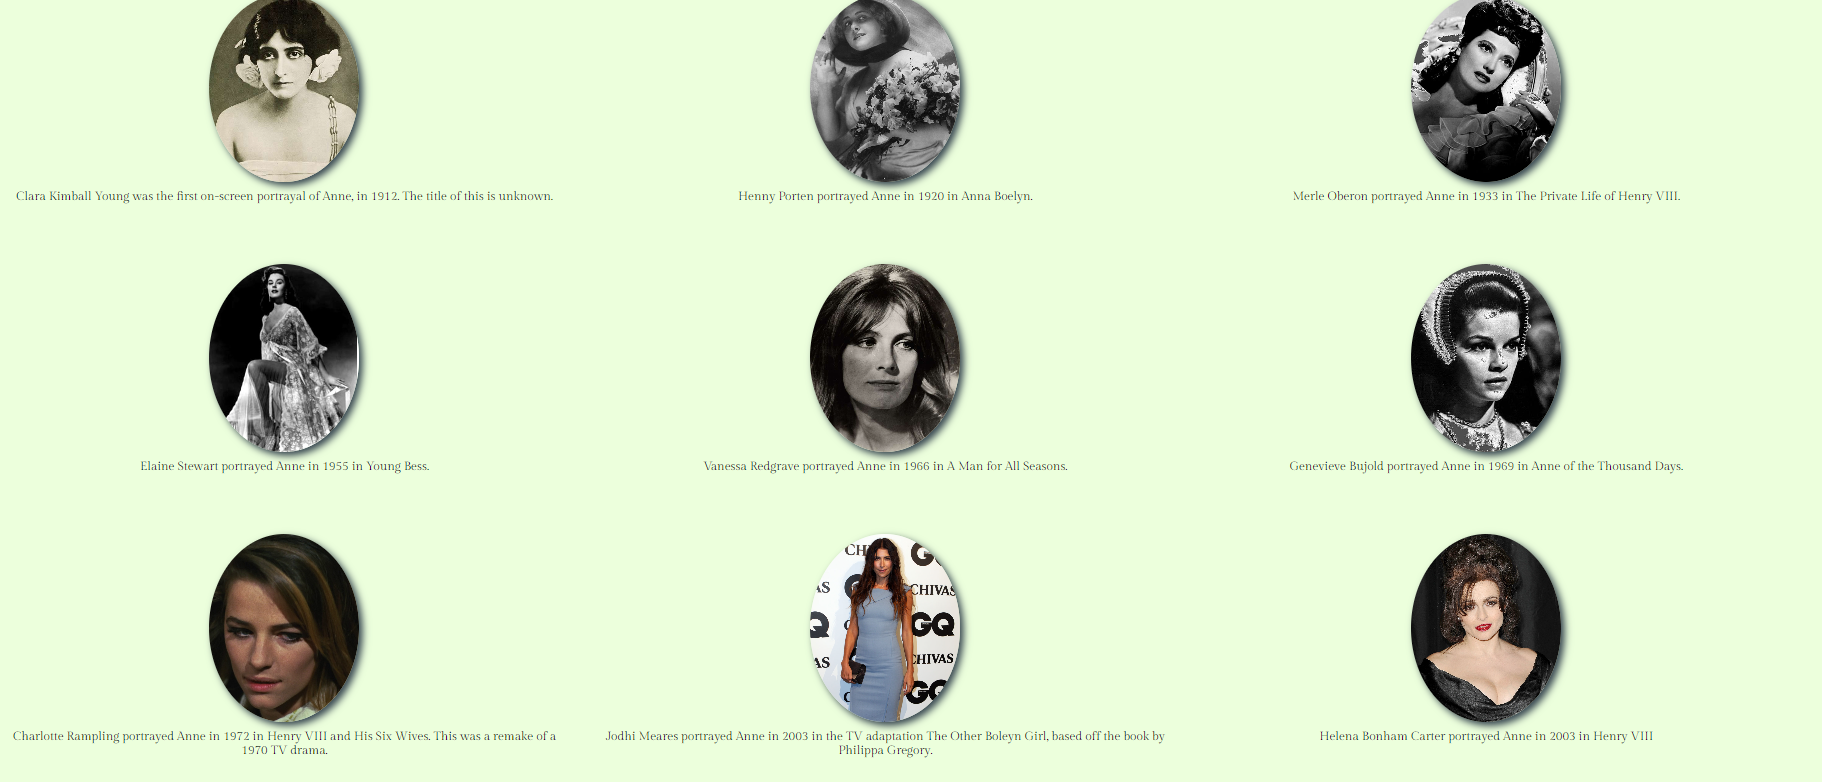 Clara Kimball Young was the first on-screen portrayal of Anne, in 1912. The title of this is unknown.
Henny Porten portrayed Anne in 1920 in Anna Boelyn.
Merle Oberon portrayed Anne in 1933 in The Private Life of Henry VIII.
Elaine Stewart portrayed Anne in 1955 in Young Bess.
Vanessa Redgrave portrayed Anne in 1966 in A Man for All Seasons.
Genevieve Bujold portrayed Anne in 1969 in Anne of the Thousand Days.
CH
G
AS
CHIVAS
GQ
AS
CHIVAS
GQ
Charlotte Rampling portrayed Anne in 1972 in Henry VIII and His Six Wives. This was a remake of a
1970 TV drama.
Jodhi Meares portrayed Anne in 2003 in the TV adaptation The Other Boleyn Girl, based off the book by
Philippa Gregory.
Helena Bonham Carter portrayed Anne in 2003 in Henry VIII